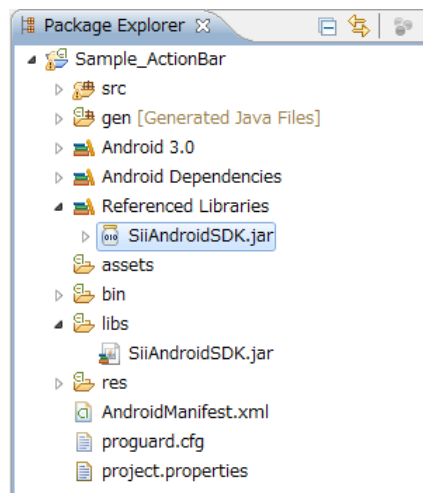 Package Explorer
Sample_ActionBar
src
gen [Generated Java Files]
Android 3.0
Android Dependencies
Referenced Libraries
SiiAndroidSDK.jar
assets
bin
libs
SiiAndroidSDK.jar
res
AndroidManifest.xml
proguard.cfg
project.properties